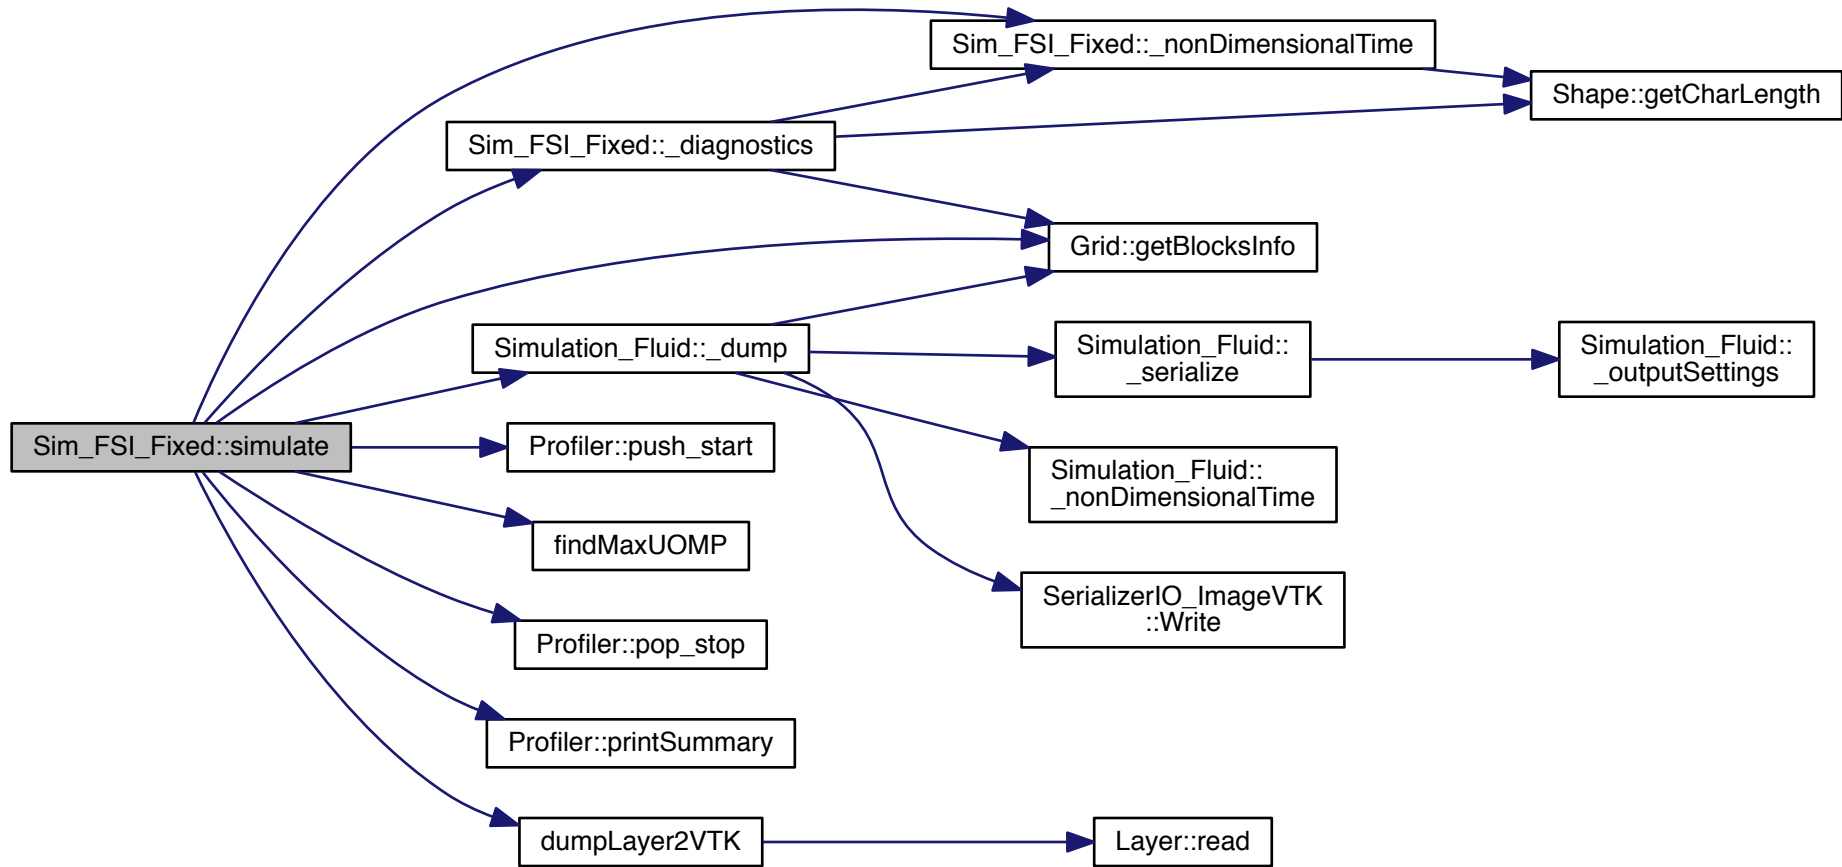 Sim_FSI_Fixed::_nonDimensionalTime
Shape::getCharLength
Sim_FSI_Fixed::_diagnostics
Grid::getBlocksInfo
Simulation_Fluid::_dump
Simulation_Fluid::
_serialize
Simulation_Fluid::
_outputSettings
Sim_FSI_Fixed::simulate
Profiler::push_start
Simulation_Fluid::
_nonDimensionalTime
findMaxUOMP
SerializerIO_ImageVTK
::Write
Profiler::pop_stop
Profiler::printSummary
dumpLayer2VTK
Layer::read